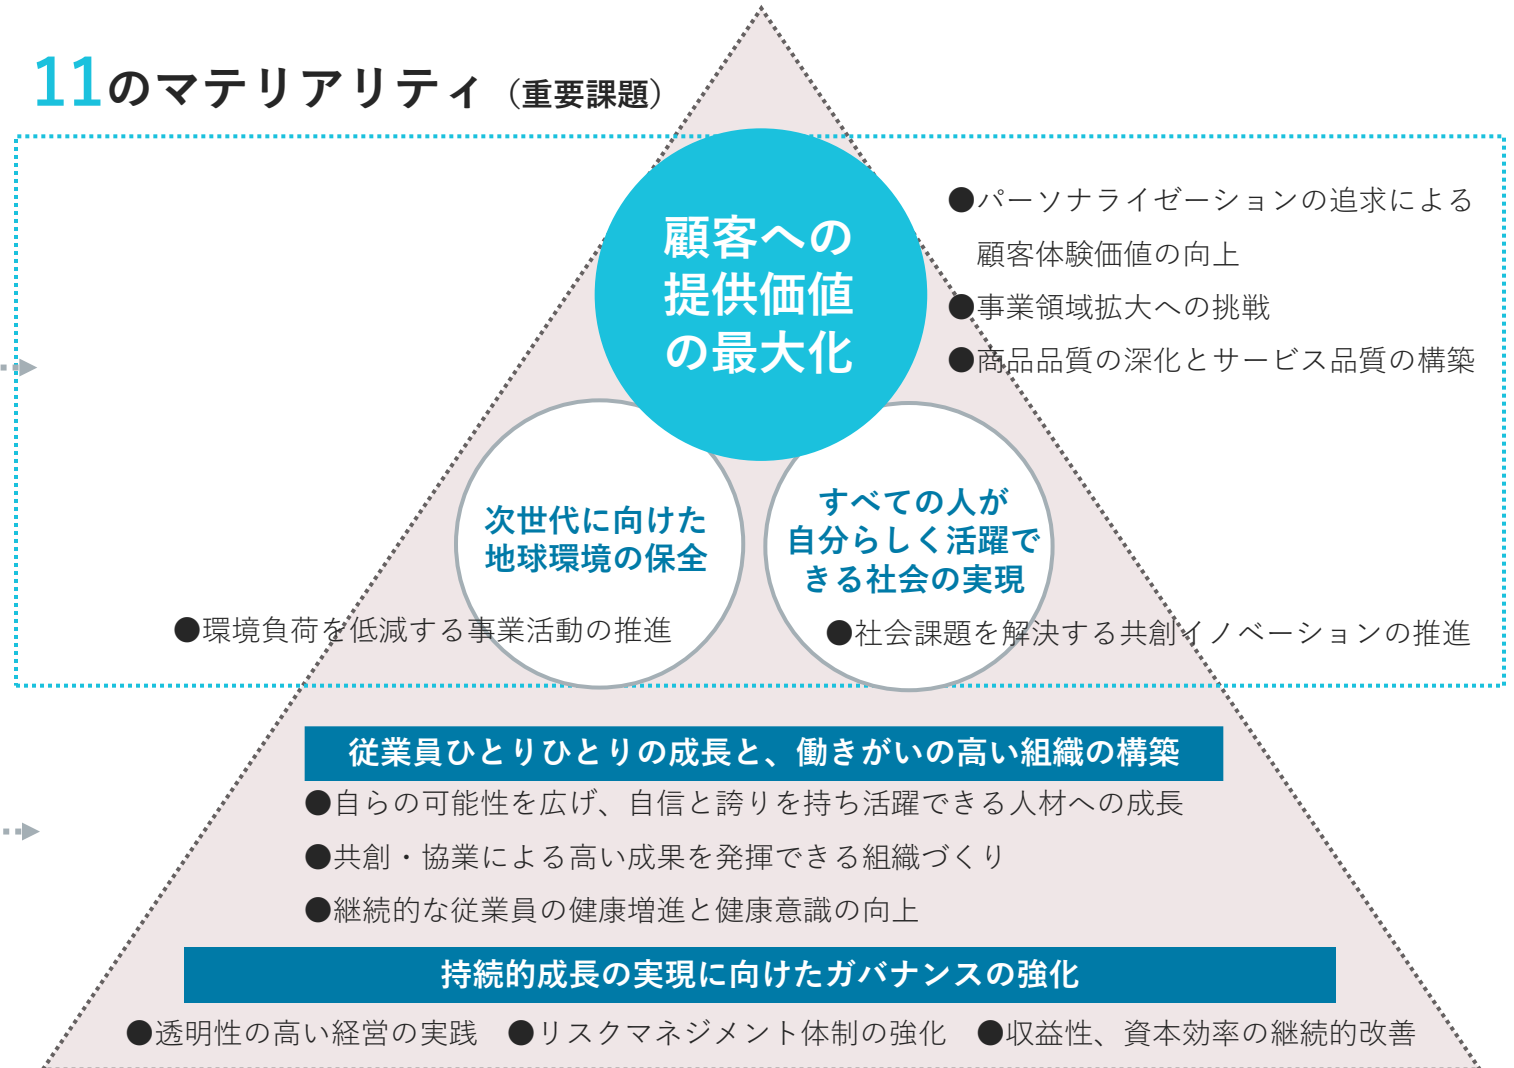 11のマテリアリティ（重要課題）
顧客への
提供価値
の最大化
●パーソナライゼーションの追求による
顧客体験価値の向上
●事業領域拡大への挑戦
●商品品質の深化とサービス品質の構築
次世代に向けた
地球環境の保全
●環境負荷を低減する事業活動の推進
すべての人が
自分らしく活躍で
きる社会の実現
●社会課題を解決する共創イノベーションの推進
従業員ひとりひとりの成長と、働きがいの高い組織の構築
●自らの可能性を広げ、自信と誇りを持ち活躍できる人材への成長
●共創・協業による高い成果を発揮できる組織づくり
●継続的な従業員の健康増進と健康意識の向上
持続的成長の実現に向けたガバナンスの強化
●透明性の高い経営の実践 ●リスクマネジメント体制の強化 ●収益性、資本効率の継続的改善